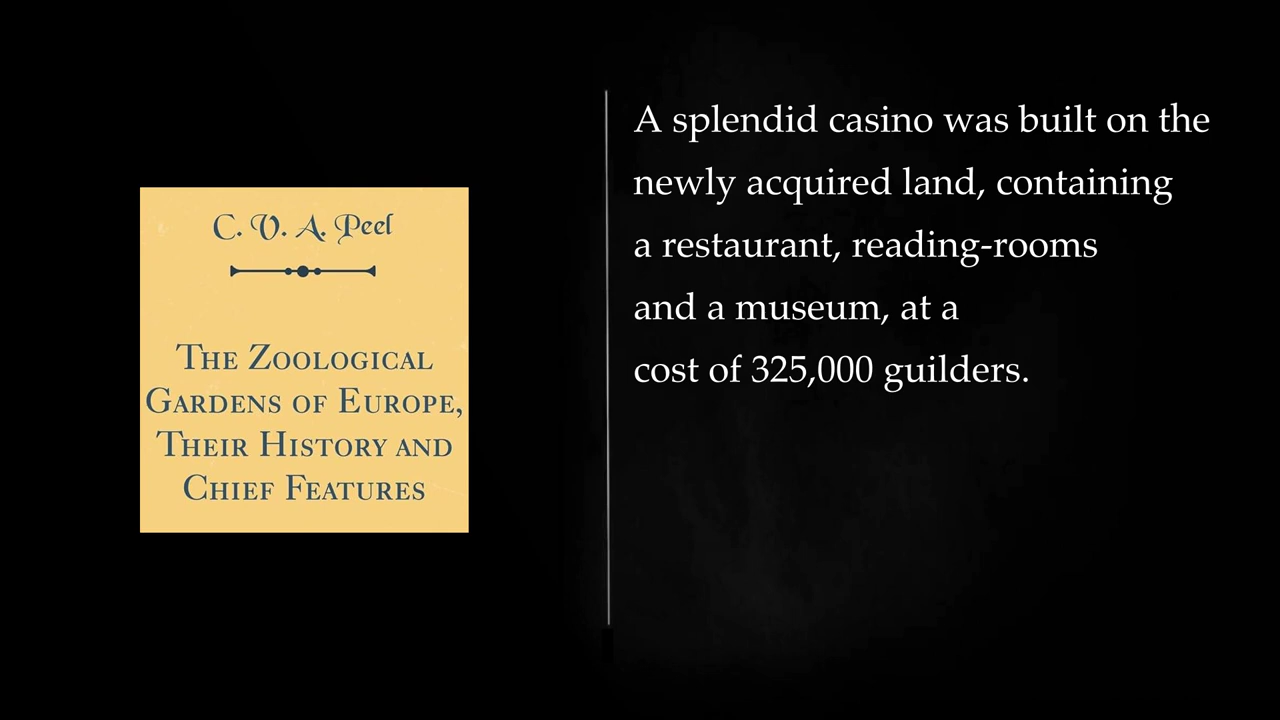 C. V. A. Peel
The Zoological
Gardens of Europe,
Their History and
Chief Features
A splendid casino was built on the
newly acquired land, containing
a restaurant, reading-rooms
and a museum, at a
cost of 325,000 guilders.